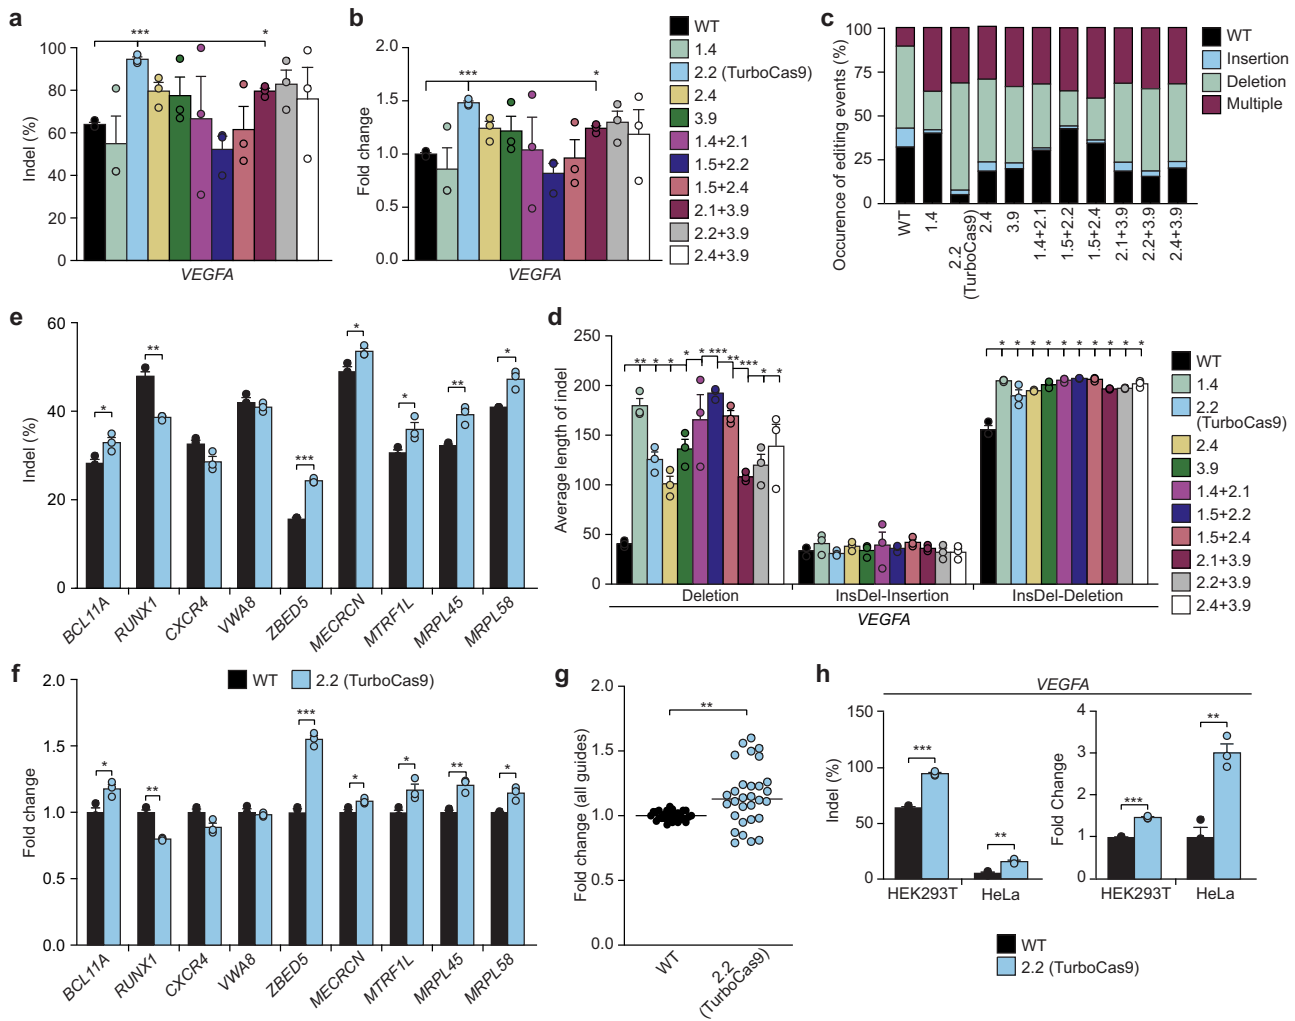 a
***
*
Indel (%)
100
80
60
40
20
0
VEGFA
b
***
*
Fold change
2.0
1.5
1.0
0.5
0.0
VEGFA
WT
1.4
2.2 (TurboCas9)
2.4
3.9
1.4+2.1
1.5+2.2
1.5+2.4
2.1+3.9
2.2+3.9
2.4+3.9
c
Occurence of editing events (%)
100
75
50
25
0
WT
1.4
2.2
(TurboCas9)
2.4
3.9
1.4+2.1
1.5+2.2
1.5+2.4
2.1+3.9
2.2+3.9
2.4+3.9
WT
Insertion
Deletion
Multiple
e
Indel (%)
60
40
20
0
* ** *** * * ** *
BCL11A
RUNX1
CXCR4
VWA8
ZBED5
MECRCN
MTRF1L
MRPL45
MRPL58
d
Average length of indel
250
200
150
100
50
0
** * * * * *** ** *** * *
* * * * * * * * * *
Deletion
InsDel-Insertion
InsDel-Deletion
VEGFA
WT
1.4
2.2
(TurboCas9)
2.4
3.9
1.4+2.1
1.5+2.2
1.5+2.4
2.1+3.9
2.2+3.9
2.4+3.9
f
WT
2.2 (TurboCas9)
Fold change
2.0
1.5
1.0
0.5
0.0
* ** *** * * ** *
BCL11A
RUNX1
CXCR4
VWA8
ZBED5
MECRCN
MTRF1L
MRPL45
MRPL58
g
Fold change (all guides)
2.0
1.5
1.0
0.5
0.0
**
WT
2.2
(TurboCas9)
h
VEGFA
Indel (%)
150
100
50
0
***
**
HEK293T
HeLa
Fold Change
4
3
2
1
0
***
**
HEK293T
HeLa
WT
2.2 (TurboCas9)